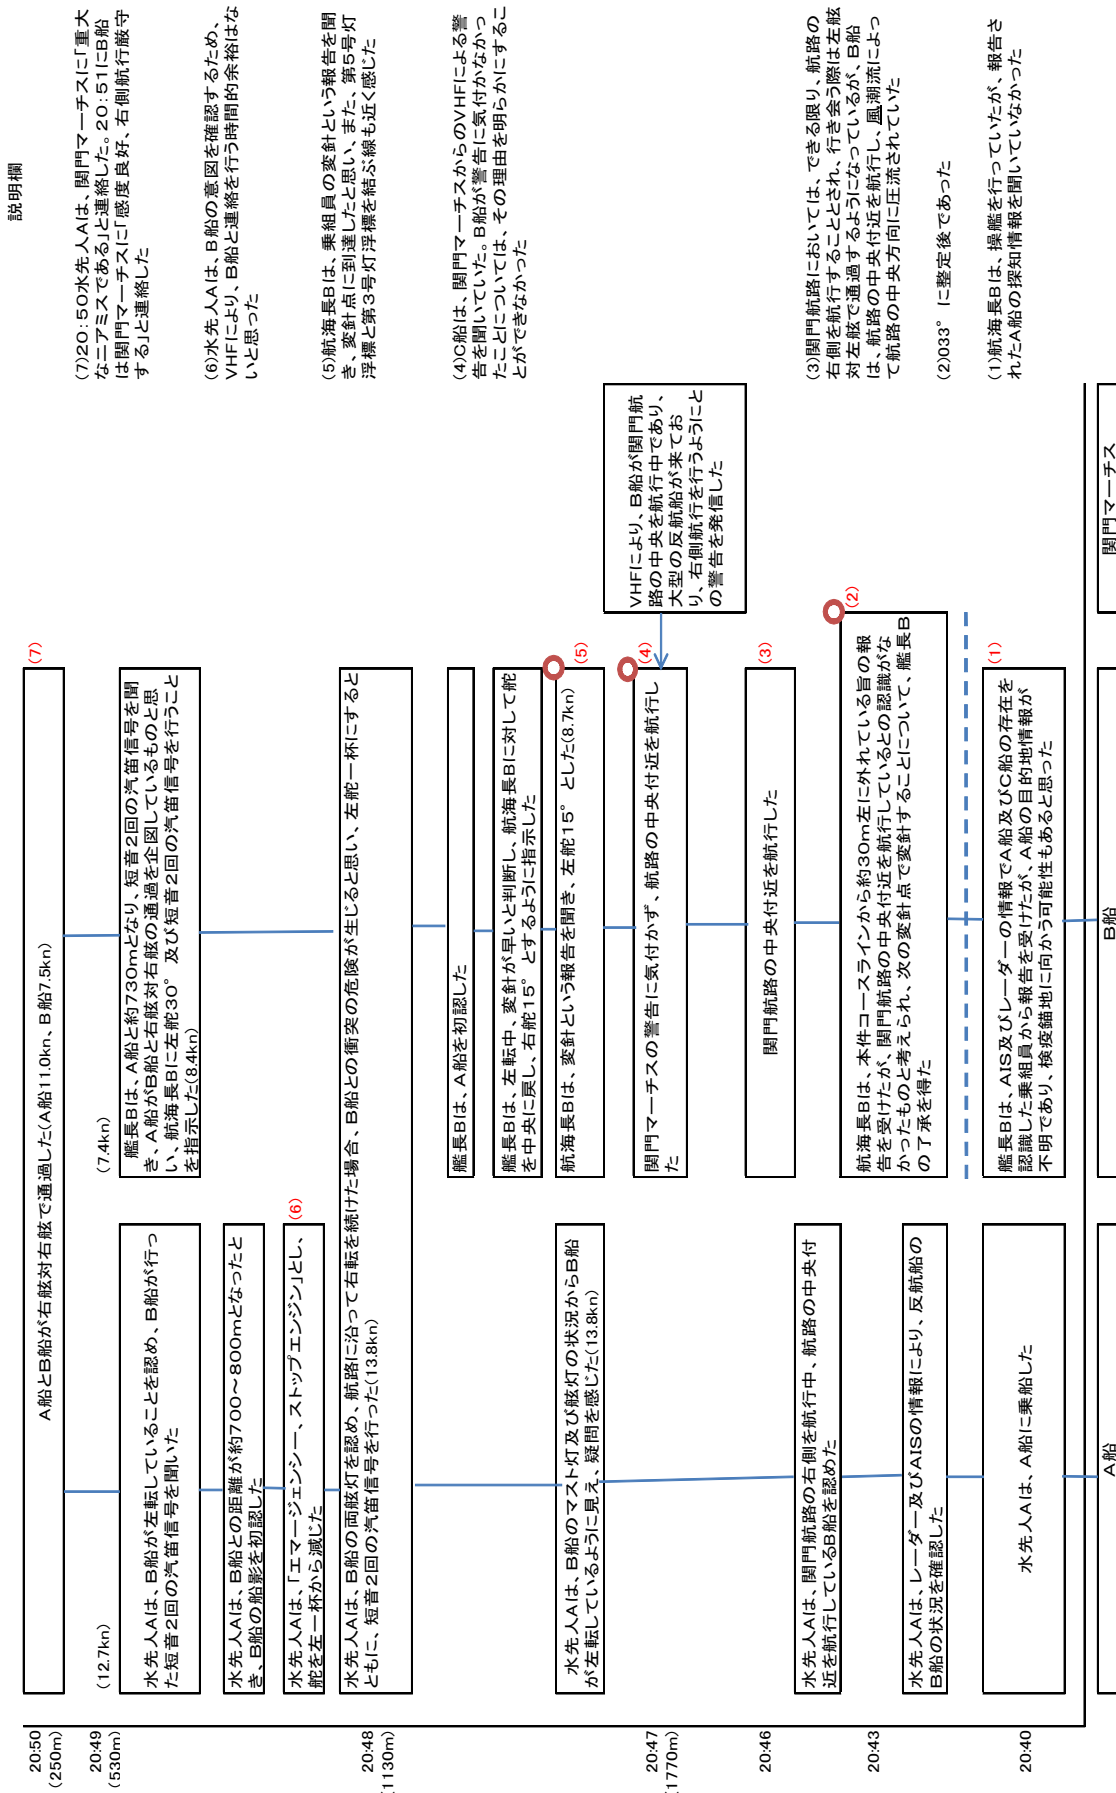 説明欄
20:50
(250m)
A船とB船が右舷対右舷で通過した(A船11.0kn、B船7.5kn)
(7)
(7)20:50水先人Aは、関門マーチスに「重大
なニアミスである」と連絡した。20:51にB船
は関門マーチスに「感度良好、右側航行厳守
する」と連絡した
20:49
(530m)
(12.7kn)
水先人Aは、B船が左転していることを認め、B船が行っ
た短音2回の汽笛信号を聞いた
(7.4kn)
艦長Bは、A船と約730mとなり、短音2回の汽笛信号を聞
き、A船がB船と右舷対右舷の通過を企図しているものと思
い、航海長Bに左舵30°及び短音2回の汽笛信号を行うこと
を指示した(8.4kn)
水先人Aは、B船との距離が約700～800mとなったと
き、B船の船影を初認した
(6)水先人Aは、B船の意図を確認するため、
VHFにより、B船と連絡を行う時間的余裕はな
いと思った
水先人Aは、「エマージェンシー、ストップエンジン」とし、
舵を左一杯から減じた
(6)
20:48
(1130m)
水先人Aは、B船の両舷灯を認め、航路に沿って右転を続けた場合、B船との衝突の危険が生じると思い、左舵一杯にすると
ともに、短音2回の汽笛信号を行った(13.8kn)
(5)航海長Bは、乗組員の変針という報告を聞
き、変針点に到達したと思い、また、第5号灯
浮標と第3号灯浮標を結ぶ線も近く感じた
艦長Bは、A船を初認した
艦長Bは、左転中、変針が早いと判断し、航海長Bに対して舵
を中央に戻し、右舵15°とするように指示した
(4)C船は、関門マーチスからのVHFによる警
告を聞いていた。B船が警告に気付かなかっ
たことについては、その理由を明らかにするこ
とができなかった
水先人Aは、B船のマスト灯及び舷灯の状況からB船
が左転しているように見え、疑問を感じた(13.8kn)
航海長Bは、変針という報告を聞き、左舵15°とした(8.7kn)
(5)
20:47
(1770m)
関門マーチスの警告に気付かず、航路の中央付近を航行し
た
(4)
VHFにより、B船が関門航
路の中央を航行中であり、
大型の反航船が来てお
り、右側航行を行うようにと
の警告を発信した
20:46
関門航路の中央付近を航行した
(3)
水先人Aは、関門航路の右側を航行中、航路の中央付
近を航行しているB船を認めた
(3)関門航路においては、できる限り、航路の
右側を航行することとされ、行き会う際は左舷
対左舷で通過するようになっているが、B船
は、航路の中央付近を航行し、風潮流によっ
て航路の中央方向に圧流されていた
20:43
航海長Bは、本件コースラインから約30m左に外れている旨の報
告を受けたが、関門航路の中央付近を航行しているとの認識がな
かったものと考えられ、次の変針点で変針することについて、艦長B
の了承を得た
(2)
水先人Aは、レーダー及びAISの情報により、反航船の
B船の状況を確認した
(2)033°に整定後であった
20:40
水先人Aは、A船に乗船した
艦長Bは、AIS及びレーダーの情報でA船及びC船の存在を
認識した乗組員から報告を受けたが、A船の目的地情報が
不明であり、検疫錨地に向かう可能性もあると思った
(1)
(1)航海長Bは、操艦を行っていたが、報告さ
れたA船の探知情報を聞いていなかった
A船
B船
関門マーチス